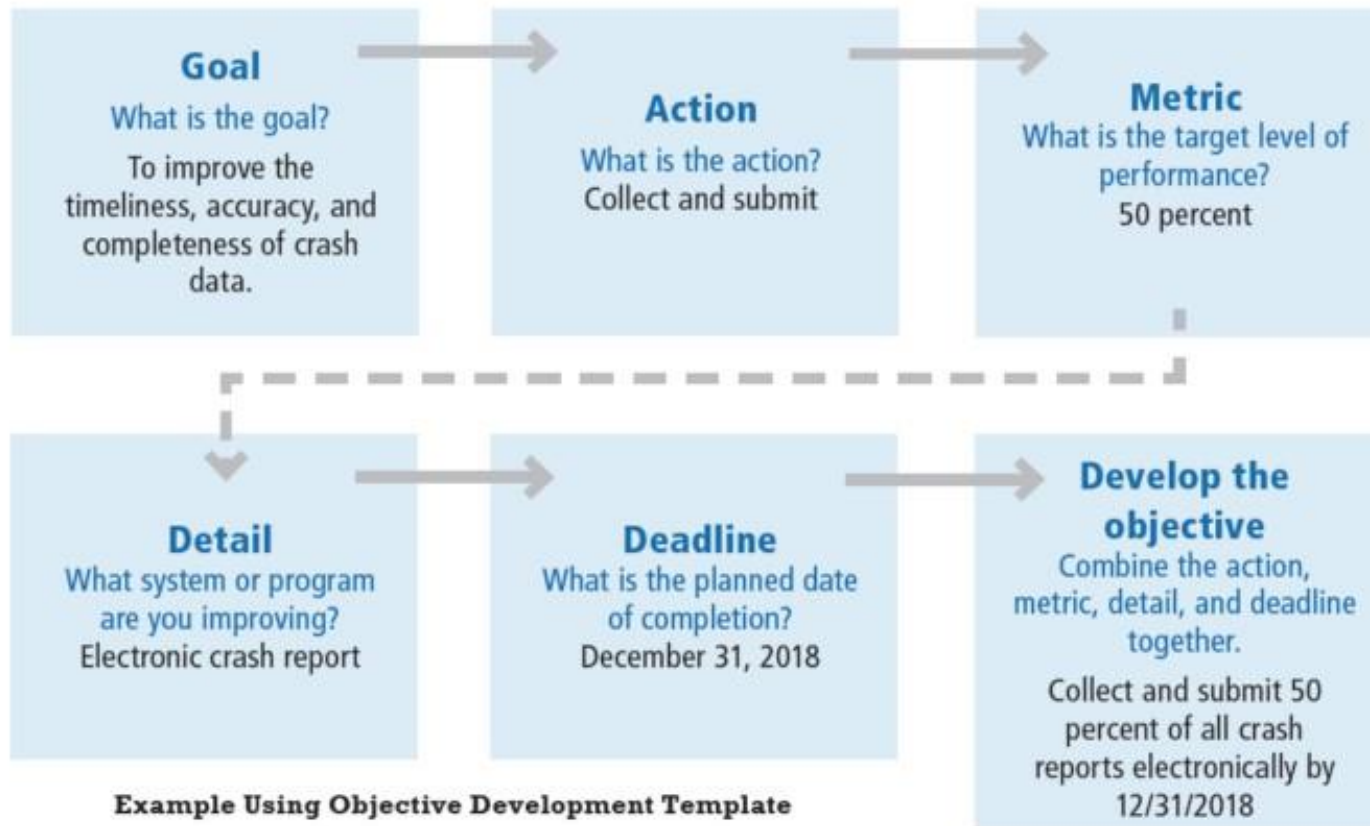 Goal
What is the goal?
To improve the
timeliness, accuracy, and
completeness of crash
data.
Action
What is the action?
Collect and submit
Metric
What is the target level of
performance?
50 percent
Detail
What system or program
are you improving?
Electronic crash report
Deadline
What is the planned date
of completion?
December 31, 2018
Develop the
objective
Combine the action,
metric, detail, and deadline
together.
Collect and submit 50
percent of all crash
reports electronically by
12/31/2018
Example Using Objective Development Template